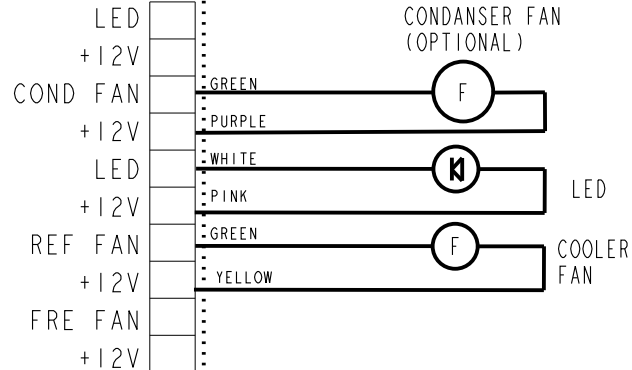 LED
CONDANSER FAN
(OPTIONAL)
+12V
COND FAN
GREEN
F
+12V
PURPLE
LED
WHITE
LED
+12V
PINK
REF FAN
GREEN
F
COOLER
FAN
+12V
YELLOW
FRE FAN
+12V